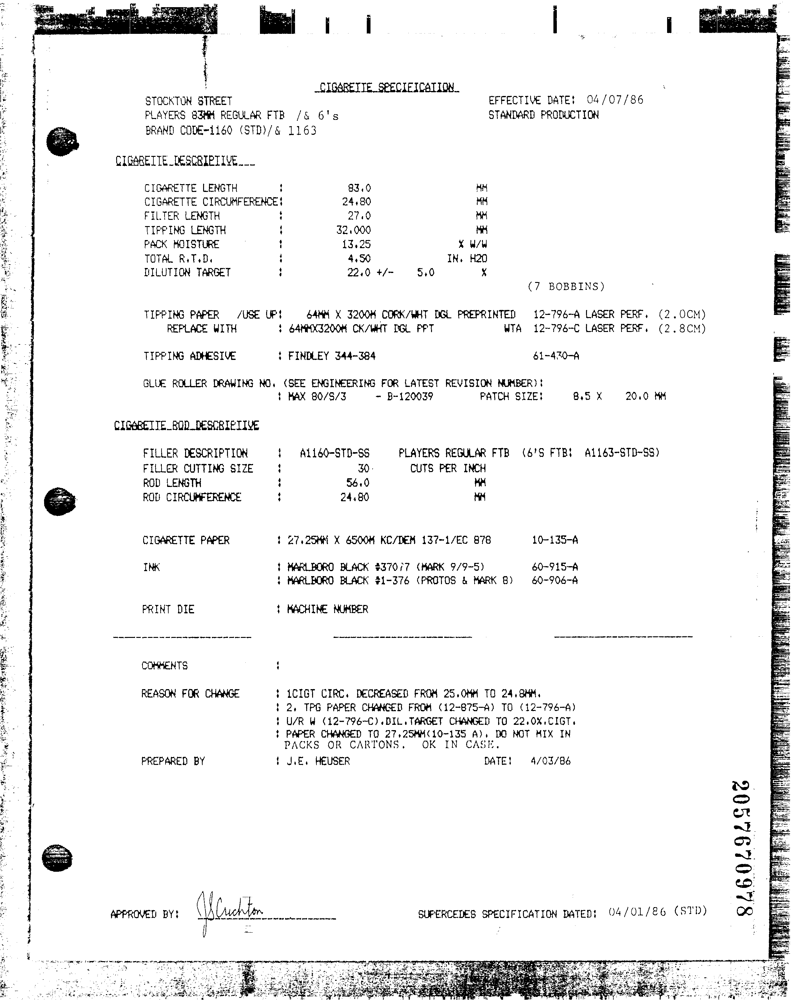 CIGARETTE SPECIFICATION
STOCKTON STREET EFFECTIVE DATE: 04/07/86
PLAYERS 83MM REGULAR FTB /& 6's STANDARD PRODUCTION
BRAND CODE-1160 (STD)/& 1163
CIGARETTE DESCRIPTIVE
CIGARETTE LENGTH : 83.0 MM
CIGARETTE CIRCUMFERENCE: 24.80 MM
FILTER LENGTH : 27.0 MM
TIPPING LENGTH : 32.000 MM
PACK MOISTURE : 13.25 % W/W
TOTAL R.T.D. : 4.50 IN. H20
DILUTION TARGET : 22.0 +/- 5.0 %
(7 BOBBINS)
TIPPING PAPER /USE UP: 64MM X 3200M CORK/WHT DGL PREPRINTED 12-796-A LASER PERF. (2.0CM)
REPLACE WITH : 64MMX3200M CK/WHT DGL PPT WTA 12-796-C LASER PERF. (2.8CM)
TIPPING ADHESIVE : FINDLEY 344-384 61-430-A
GLUE ROLLER DRAWING NO. (SEE ENGINEERING FOR LATEST REVISION NUMBER):
: MAX 80/S/3 - B-120039 PATCH SIZE: 8.5 X 20.0 MM
CIGARETTE ROD DESCRIPTIVE
FILLER DESCRIPTION : A1160-STD-SS PLAYERS REGULAR FTB (6'S FTB: A1163-STD-SS)
FILLER CUTTING SIZE : 30 CUTS PER INCH
ROD LENGTH : 56.0 MM
ROD CIRCUMFERENCE : 24.80 MM
CIGARETTE PAPER : 27.25MM X 6500M KC/DEM 137-1/EC 878 10-135-A
INK : MARLBORO BLACK #37017 (MARK 9/9-5) 60-915-A
: MARLBORO BLACK #1-376 (PROTOS & MARK 8) 60-906-A
PRINT DIE : MACHINE NUMBER
COMMENTS :
REASON FOR CHANGE : 1CIGT CIRC. DECREASED FROM 25.0MM TO 24.8MM.
: 2. TPG PAPER CHANGED FROM (12-875-A) TO (12-796-A)
: U/R W (12-796-C).DIL.TARGET CHANGED TO 22.0%.CIGT.
: PAPER CHANGED TO 27.25MM(10-135 A). DO NOT MIX IN
PACKS OR CARTONS. OK IN CASE.
PREPARED BY : J.E. HEUSER DATE: 4/03/86
2057670978
APPROVED BY: JS Crichton SUPERCEDES SPECIFICATION DATED: 04/01/86 (STD)